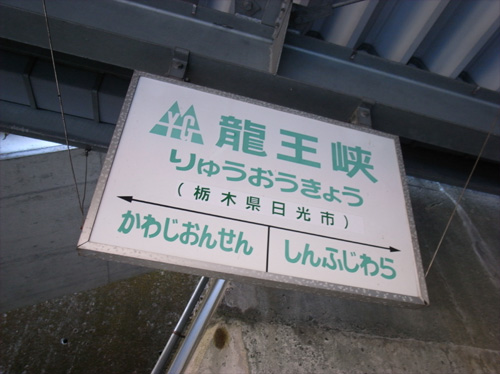 Y.G.
龍王峡
りゅうおうきょう
(栃木県日光市)
かわじおんせん
しんふじわら